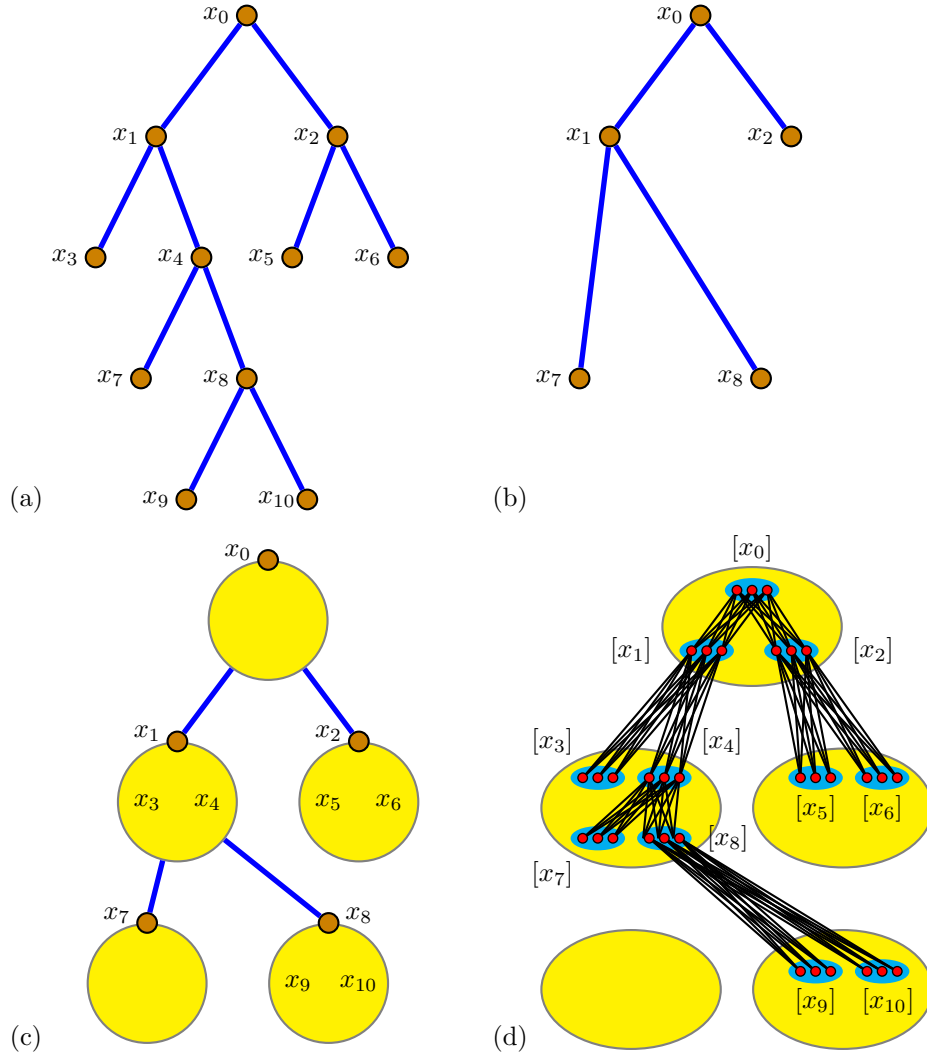 x0
x1
x2
x3
x4
x5
x6
x7
x8
x9
x10
(a)
x0
x1
x2
x7
x8
(b)
x0
x1
x2
x3
x4
x5
x6
x7
x8
x9
x10
(c)
[x0]
[x1]
[x2]
[x3]
[x4]
[x5]
[x6]
[x7]
[x8]
[x9]
[x10]
(d)